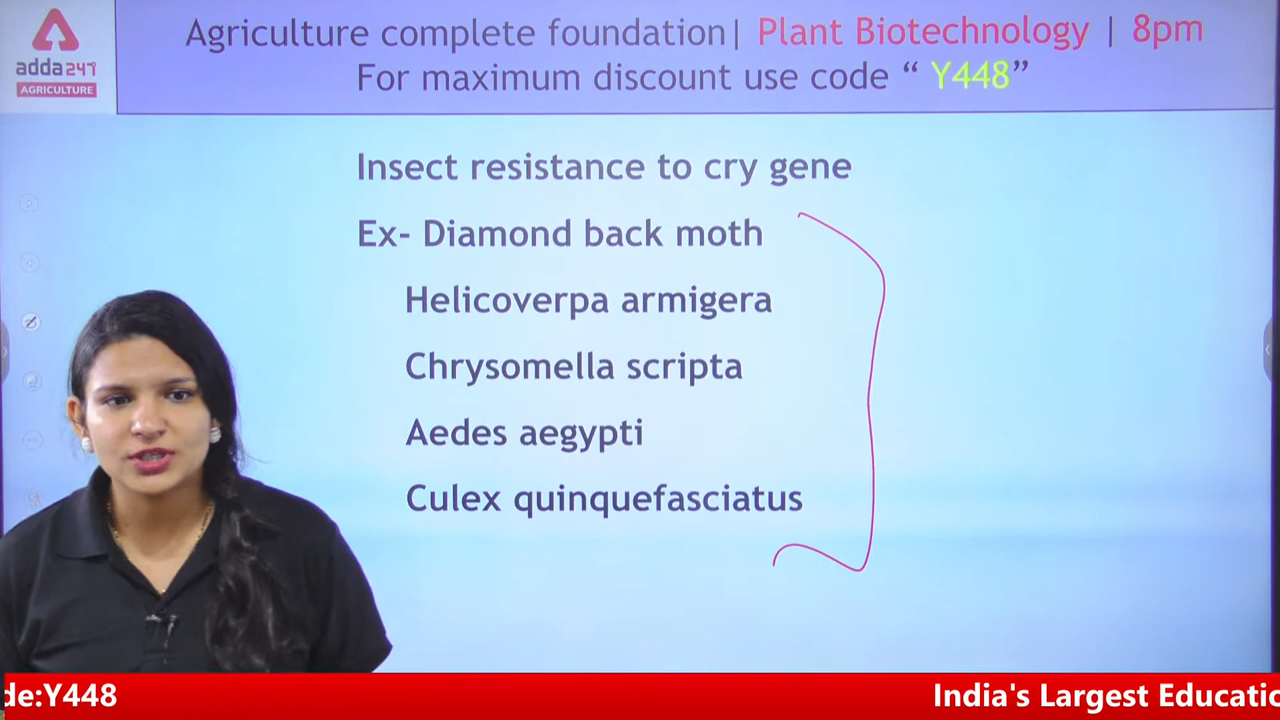 Agriculture complete foundation| Plant Biotechnology | 8pm
For maximum discount use code “ Y448”
adda247
AGRICULTURE
Insect resistance to cry gene
Ex- Diamond back moth
Helicoverpa armigera
Chrysomella scripta
Aedes aegypti
Culex quinquefasciatus
de:Y448
India's Largest Educatic